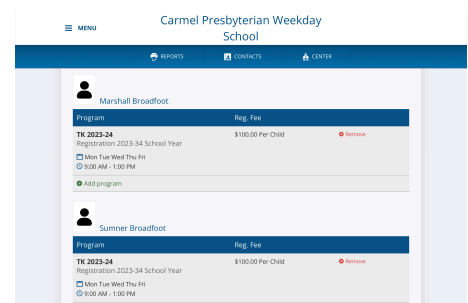 MENU
Carmel Presbyterian Weekday
School
REPORTS CONTACTS CENTER
Marshall Broadfoot
Program Reg. Fee
TK 2023-24 $100.00 Per Child Remove
Registration 2023-34 School Year
Mon Tue Wed Thu Fri
9:00 AM - 1:00 PM
Add program
Sumner Broadfoot
Program Reg. Fee
TK 2023-24 $100.00 Per Child Remove
Registration 2023-34 School Year
Mon Tue Wed Thu Fri
9:00 AM - 1:00 PM